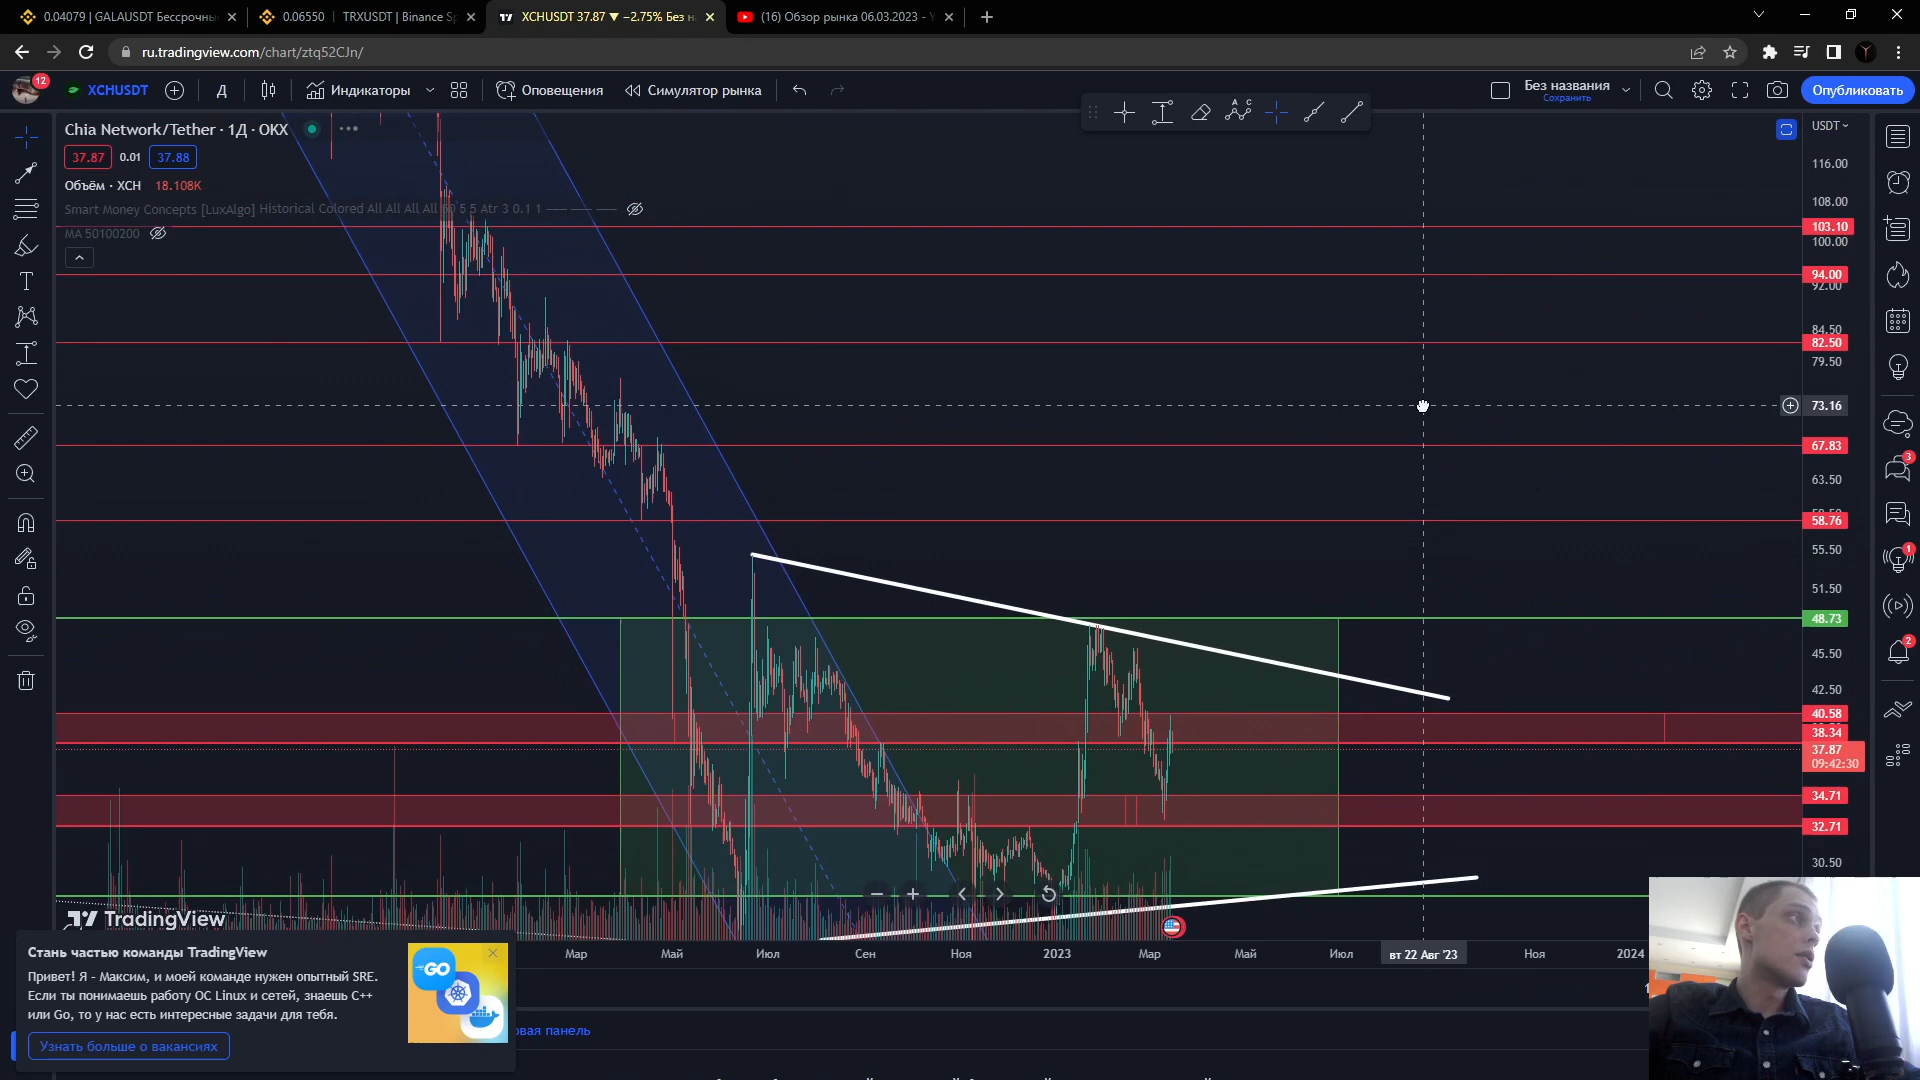 0.04079 | GALAUSDT Бессрочны
0.06550 | TRXUSDT | Binance Sp
XCHUSDT 37.87 ▼ −2.75% Без н
(16) Обзор рынка 06.03.2023 - Y
ru.tradingview.com/chart/ztq52CJn/
12
XCHUSDT
Д
Индикаторы
Оповещения
Симулятор рынка
Без названия
Сохранить
Опубликовать
Chia Network/Tether · 1Д · OKX
USDT
37.87
0.01
37.88
Объём · XCH 18.108K
Smart Money Concepts [LuxAlgo] Historical Colored All All All All 50 5 5 Atr 3 0.1 1
MA 50100200
116.00
108.00
103.10
100.00
94.00
92.00
84.50
82.50
79.50
73.16
67.83
63.50
58.76
55.50
51.50
48.73
45.50
42.50
40.58
38.34
37.87
09:42:30
34.71
32.71
30.50
3
1
2
TradingView
Мар
Май
Июл
Сен
Ноя
2023
Мар
Май
Июл
вт 22 Авг '23
Ноя
2024
Стань частью команды TradingView
Привет! Я - Максим, и моей команде нужен опытный SRE.
Если ты понимаешь работу ОС Linux и сетей, знаешь C++
или Go, то у нас есть интересные задачи для тебя.
Узнать больше о вакансиях
GO
овая панель